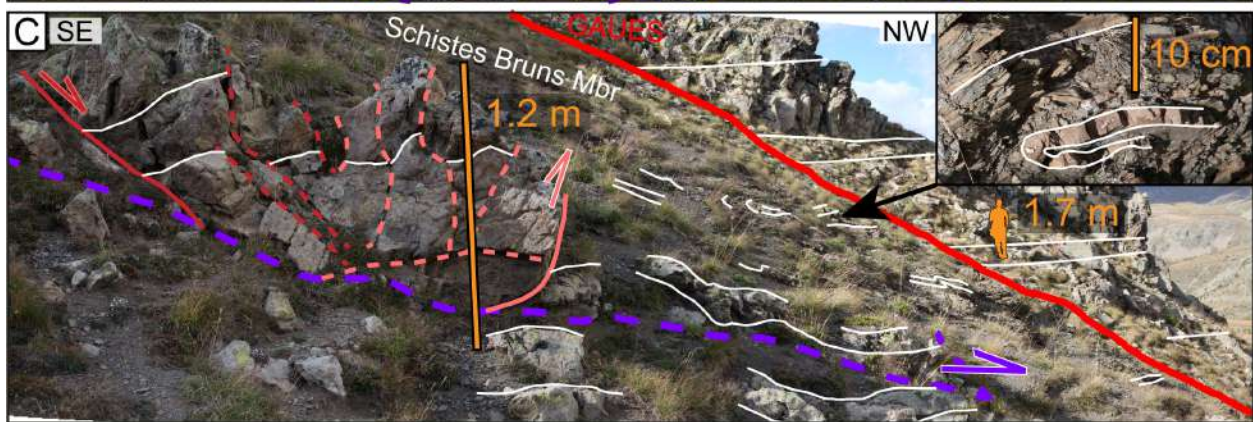 C SE
GAUES
NW
Schistes Bruns Mbr
10 cm
1.2 m
1.7 m